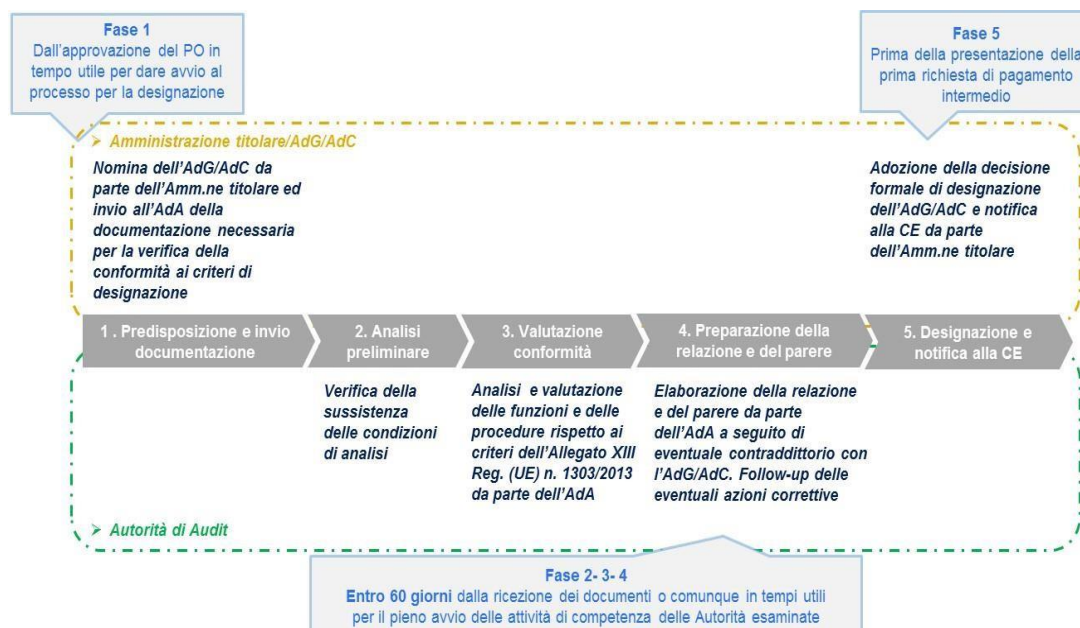 Fase 1
Dall'approvazione del PO in
tempo utile per dare avvio al
processo per la designazione
Fase 5
Prima della presentazione della
prima richiesta di pagamento
intermedio
➢ Amministrazione titolare/AdG/AdC
Nomina dell'AdG/AdC da
parte dell'Amm.ne titolare ed
invio all'AdA della
documentazione necessaria
per la verifica della
conformità ai criteri di
designazione
Adozione della decisione
formale di designazione
dell'AdG/AdC e notifica
alla CE da parte
dell'Amm.ne titolare
1 . Predisposizione e invio
documentazione
2. Analisi
preliminare
3. Valutazione
conformità
4. Preparazione della
relazione e del parere
5. Designazione e
notifica alla CE
Verifica della
sussistenza
delle condizioni
di analisi
Analisi e valutazione
delle funzioni e delle
procedure rispetto ai
criteri dell'Allegato XIII
Reg. (UE) n. 1303/2013
da parte dell'AdA
Elaborazione della relazione
e del parere da parte
dell'AdA a seguito di
eventuale contraddittorio con
l'AdG/AdC. Follow-up delle
eventuali azioni correttive
➢ Autorità di Audit
Fase 2- 3- 4
Entro 60 giorni dalla ricezione dei documenti o comunque in tempi utili
per il pieno avvio delle attività di competenza delle Autorità esaminate